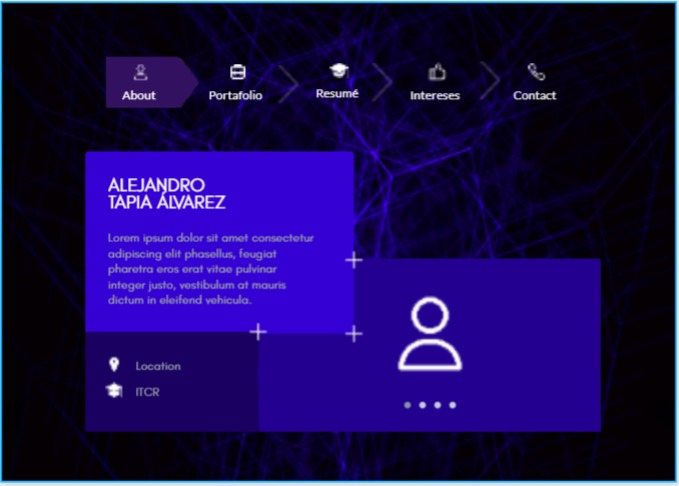 About
Portafolio
Resumé
Intereses
Contact
ALEJANDRO
TAPIA ÁLVAREZ
Lorem ipsum dolor sit amet consectetur
adipiscing elit phasellus, feugiat
pharetra eros erat vitae pulvinar
integer justo, vestibulum at mauris
dictum in eleifend vehicula.
Location
ITCR